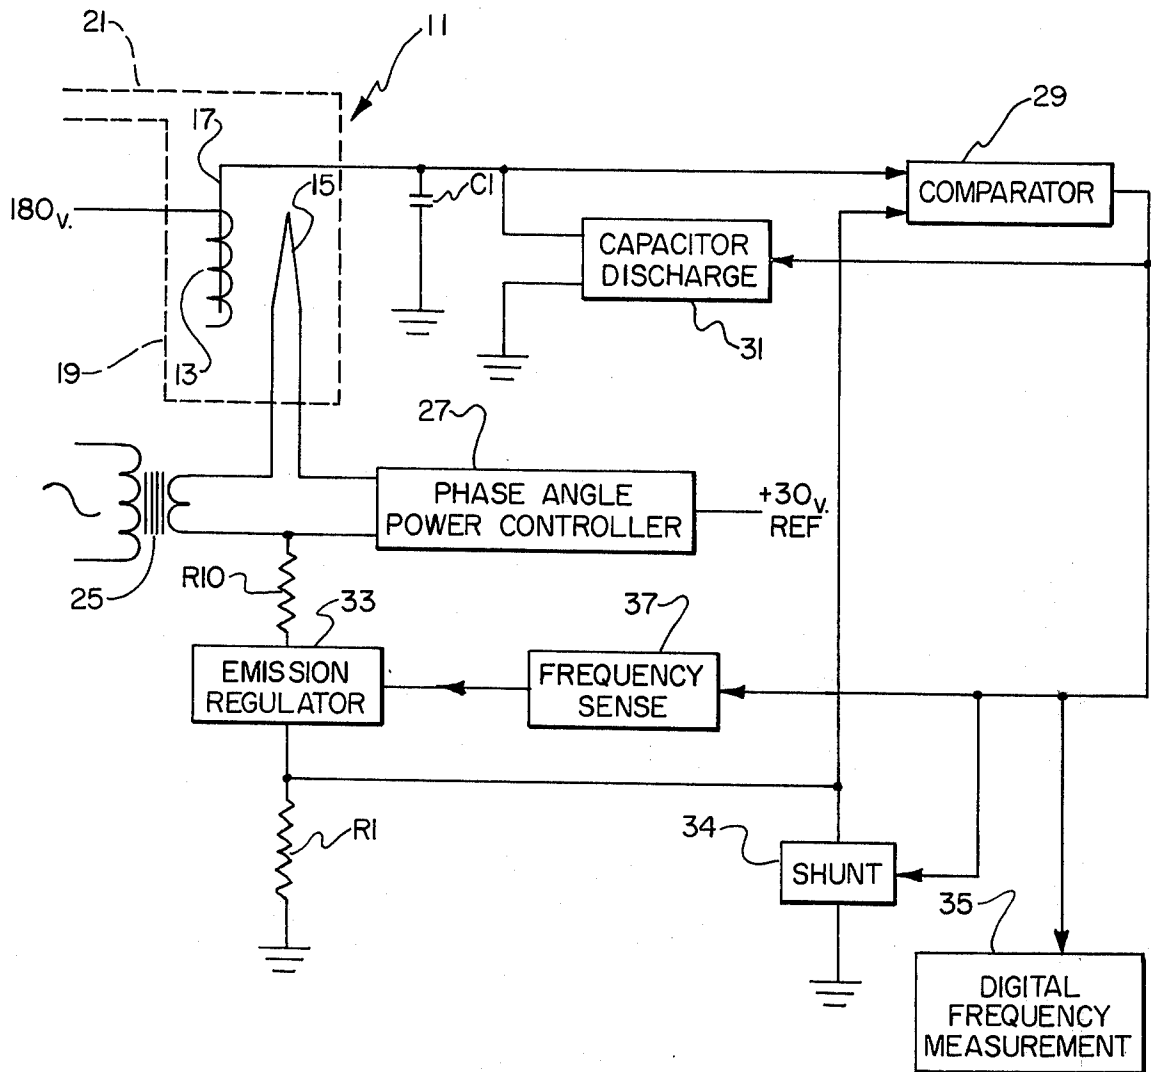 21
11
17
29
15
C1
COMPARATOR
180v.
CAPACITOR
DISCHARGE
31
19
13
27
PHASE ANGLE
POWER CONTROLLER
+30v.
REF
25
R10
33
37
EMISSION
REGULATOR
FREQUENCY
SENSE
34
R1
SHUNT
35
DIGITAL
FREQUENCY
MEASUREMENT